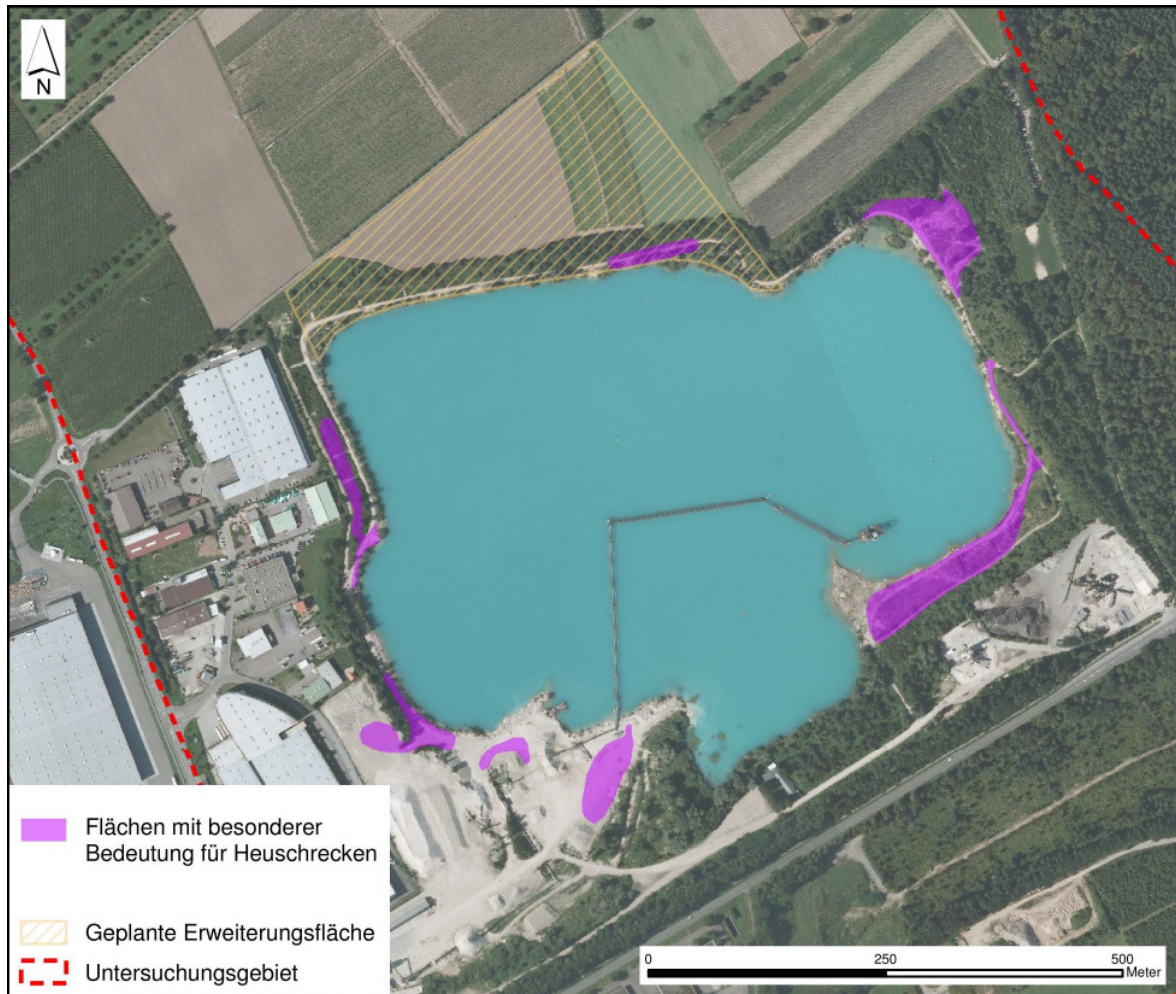 N
Flächen mit besonderer
Bedeutung für Heuschrecken
Geplante Erweiterungsfläche
Untersuchungsgebiet
0 250 500
Meter